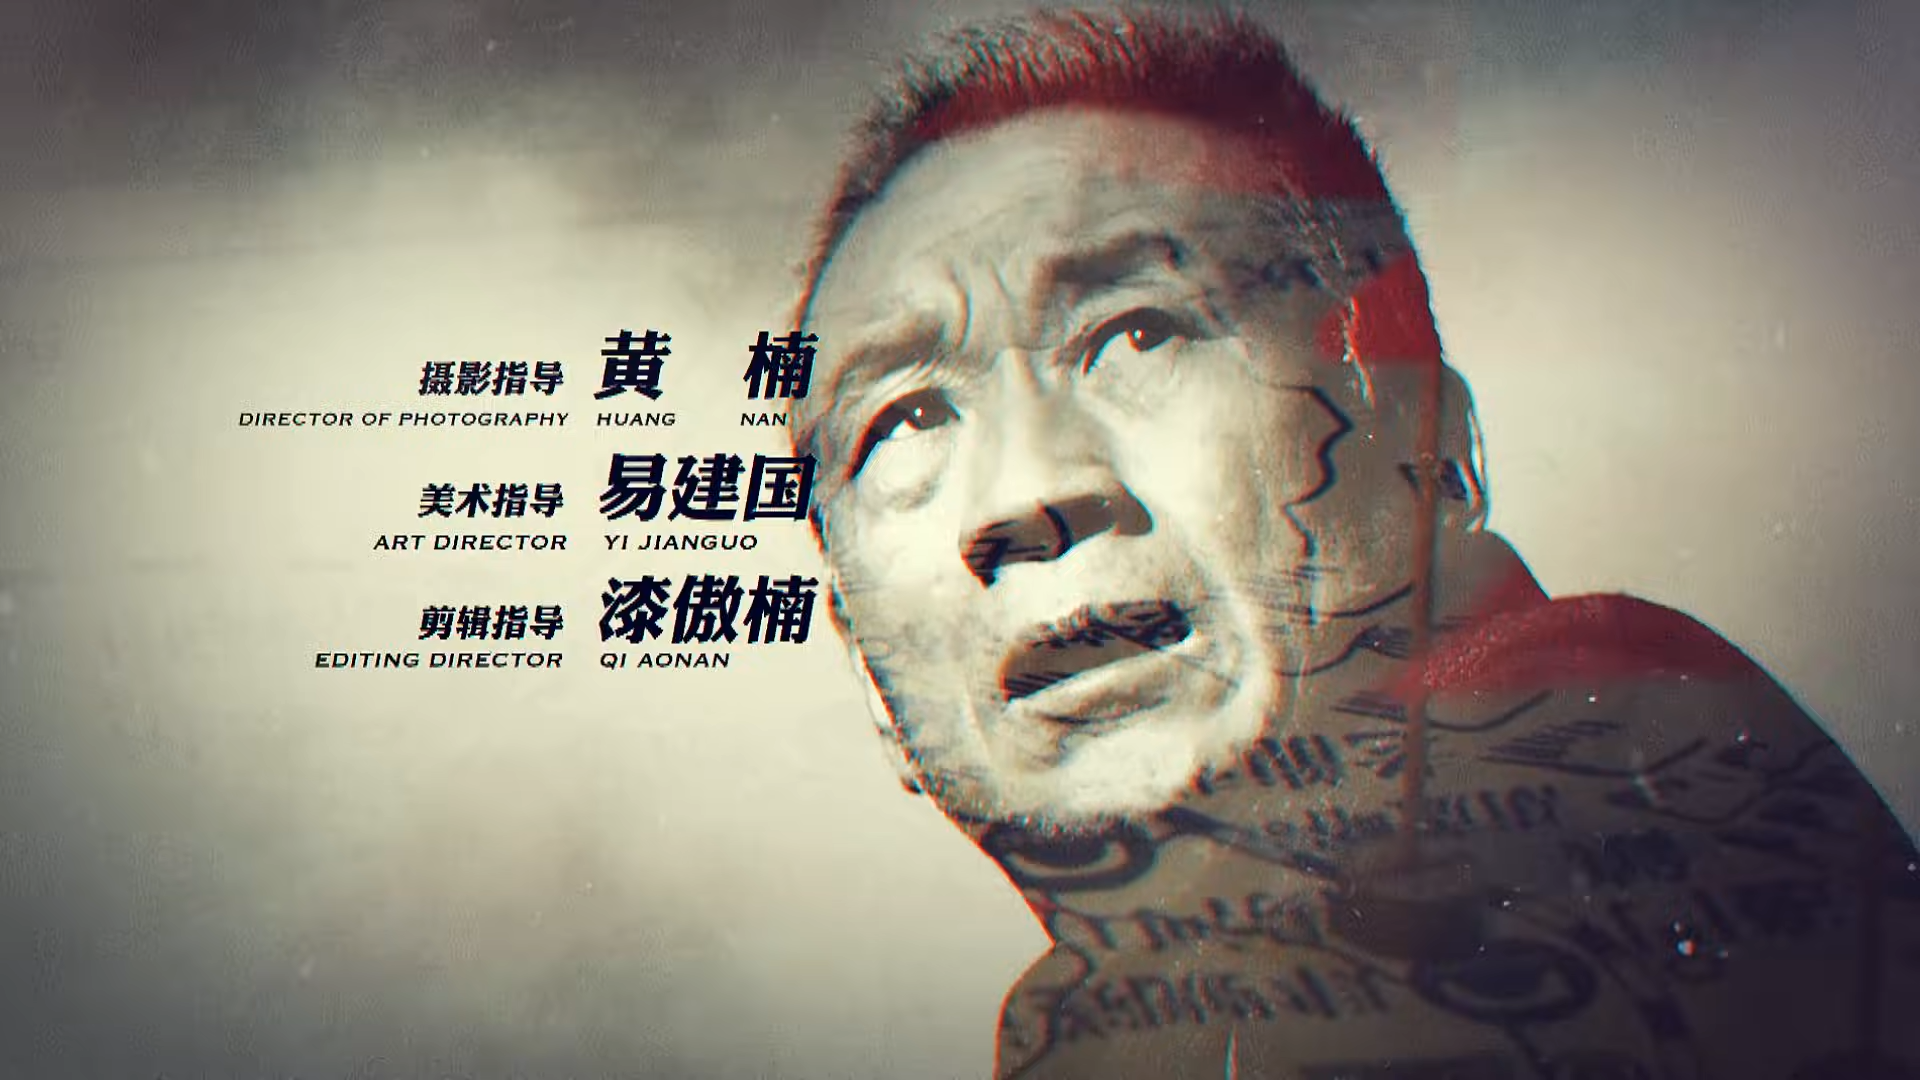 摄影指导 黄 楠
DIRECTOR OF PHOTOGRAPHY HUANG NAN
美术指导 易建国
ART DIRECTOR YI JIANGUO
剪辑指导 漆傲楠
EDITING DIRECTOR QI AONAN